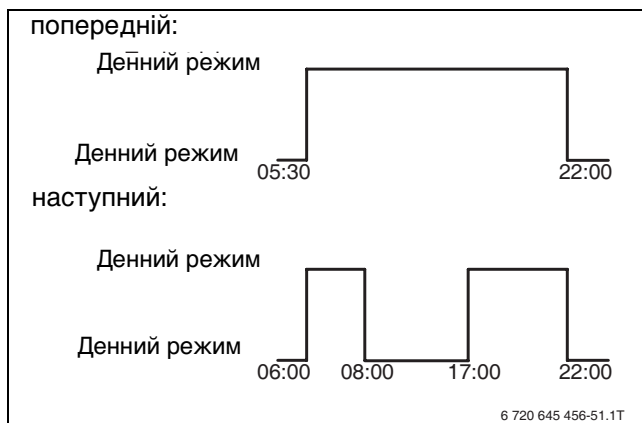 попередній:
Денний режим
Денний режим
05:30 22:00
наступний:
Денний режим
Денний режим
06:00 08:00 17:00 22:00
6 720 645 456-51.1T